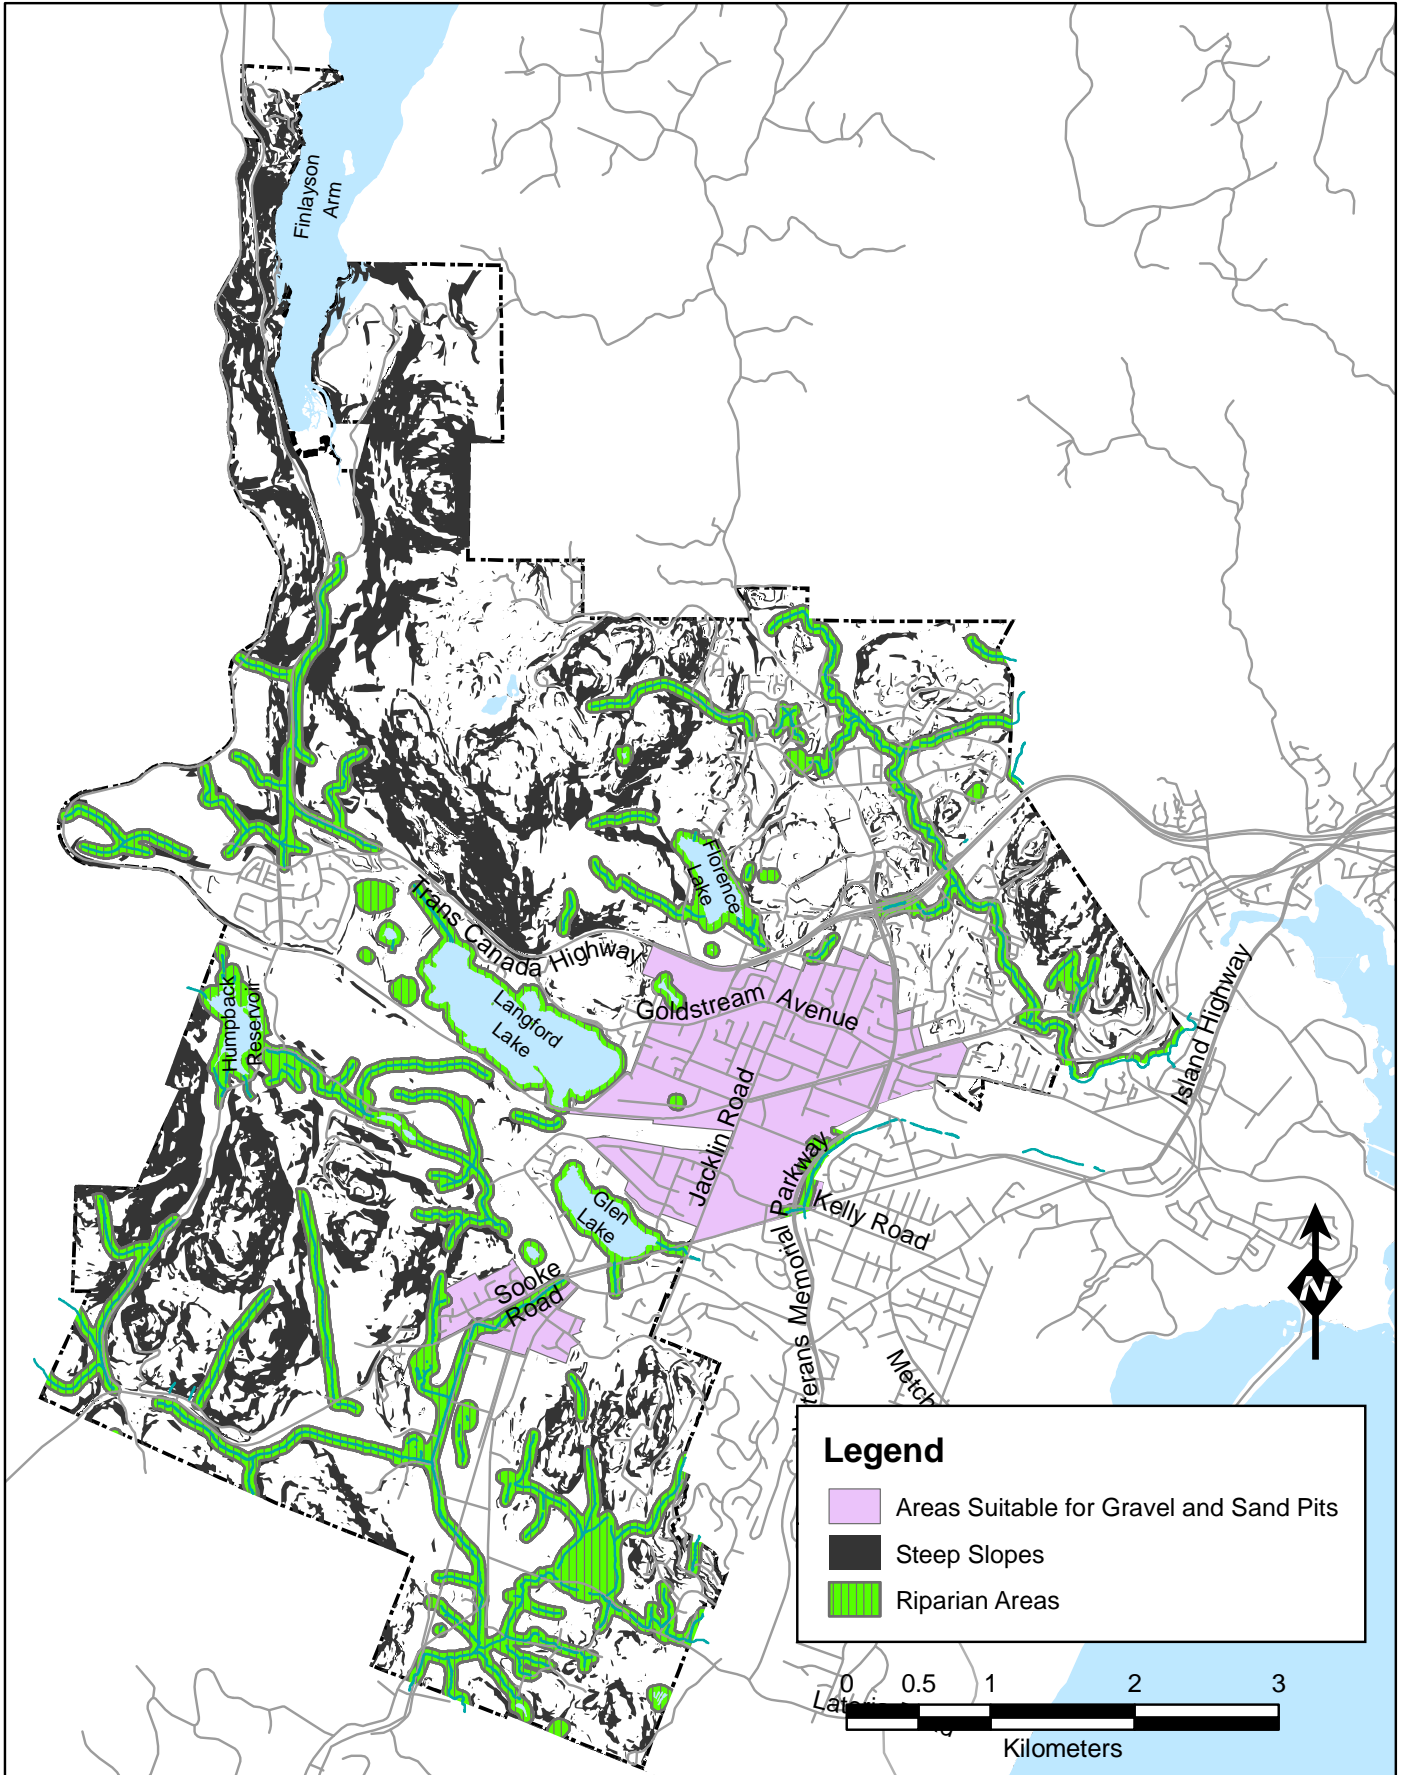 Finlayson
Arm
Florence
Lake
Trans Canada Highway
Langford
Lake
Goldstream Avenue
Humpback
Reservoir
Island Highway
Jacklin Road
Glen
Lake
Kelly Road
Memorial Parkway
Sooke
Road
Legend
Areas Suitable for Gravel and Sand Pits
Steep Slopes
Riparian Areas
N
0 0.5 1 2 3
Kilometers